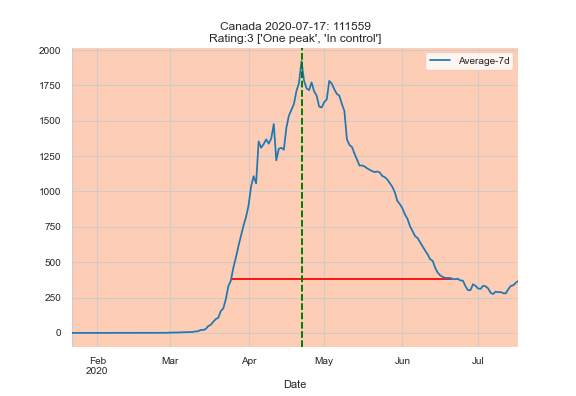 Canada 2020-07-17: 111559
Rating:3 ['One peak', 'In control']
Average-7d
2000
1750
1500
1250
1000
750
500
250
0
Feb
2020
Mar
Apr
May
Jun
Jul
Date